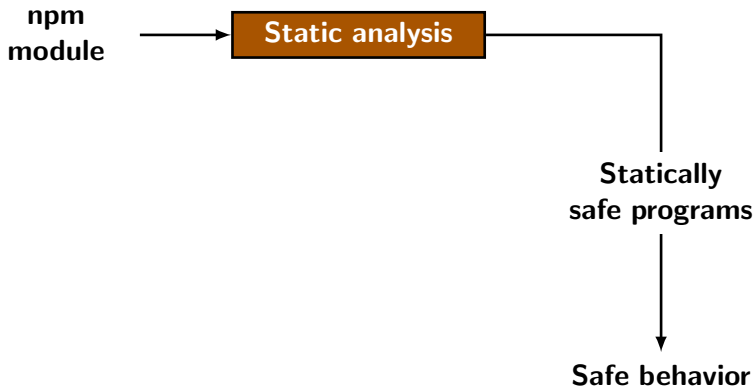 npm
module
Static analysis
Statically
safe programs
Safe behavior